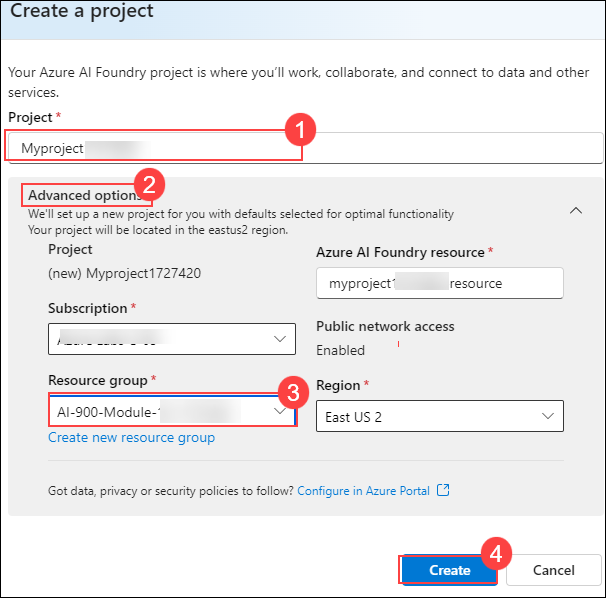 Create a project
Your Azure AI Foundry project is where you'll work, collaborate, and connect to data and other
services.
Project *
1
Myproject
2
Advanced options
We'll set up a new project for you with defaults selected for optimal functionality
Your project will be located in the eastus2 region.
Project
(new) Myproject1727420
Azure AI Foundry resource *
myproject resource
Subscription *
Public network access
Enabled
Resource group *
3
AI-900-Module-
Create new resource group
Region *
East US 2
Got data, privacy or security policies to follow? Configure in Azure Portal
4
Create
Cancel